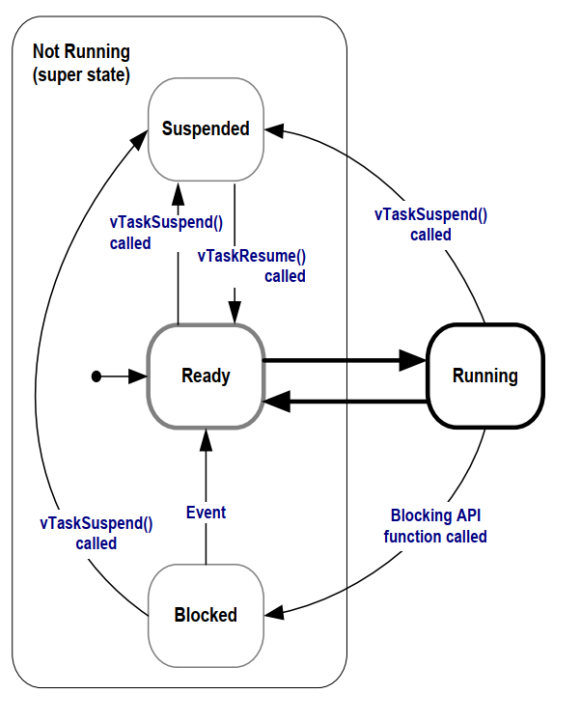 Not Running
(super state)
Suspended
vTaskSuspend()
called
vTaskResume()
called
vTaskSuspend()
called
Ready
Running
Event
vTaskSuspend()
called
Blocking API
function called
Blocked